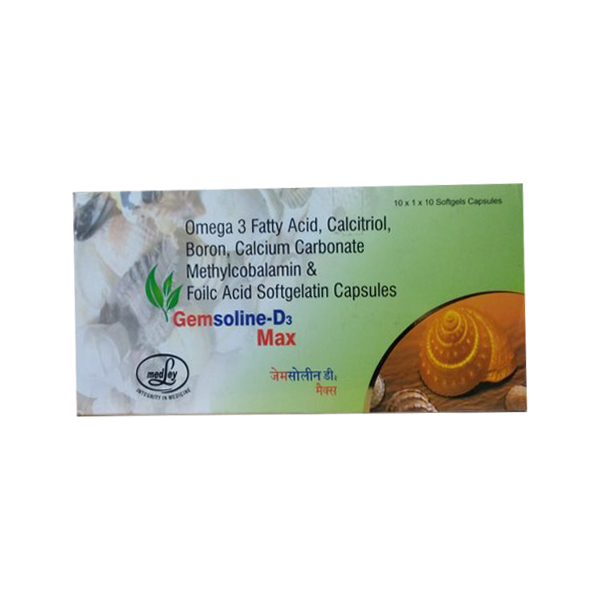 10 x 1 x 10 Softgels Capsules
Omega 3 Fatty Acid, Calcitriol,
Boron, Calcium Carbonate
Methylcobalamin &
Foilc Acid Softgelatin Capsules
Gemsoline-D3
Max
जेमसोलीन डी३
मैक्स
medley
INTEGRITY IN MEDICINE